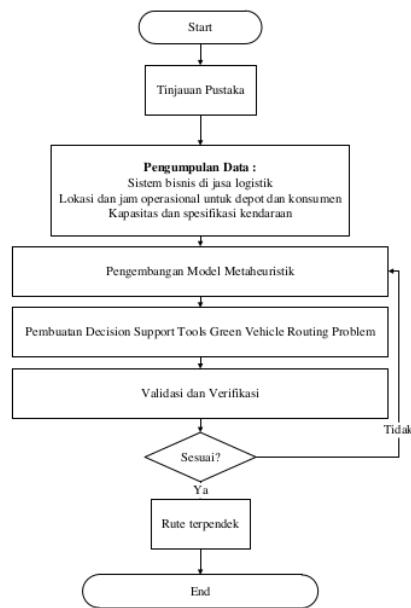 Start
Tinjauan Pustaka
Pengumpulan Data :
Sistem bisnis di jasa logistik
Lokasi dan jam operasional untuk depot dan konsumen
Kapasitas dan spesifikasi kendaraan
Pengembangan Model Metaheuristik
Pembuatan Decision Support Tools Green Vehicle Routing Problem
Validasi dan Verifikasi
Tidak
Sesuai?
Ya
Rute terpendek
End